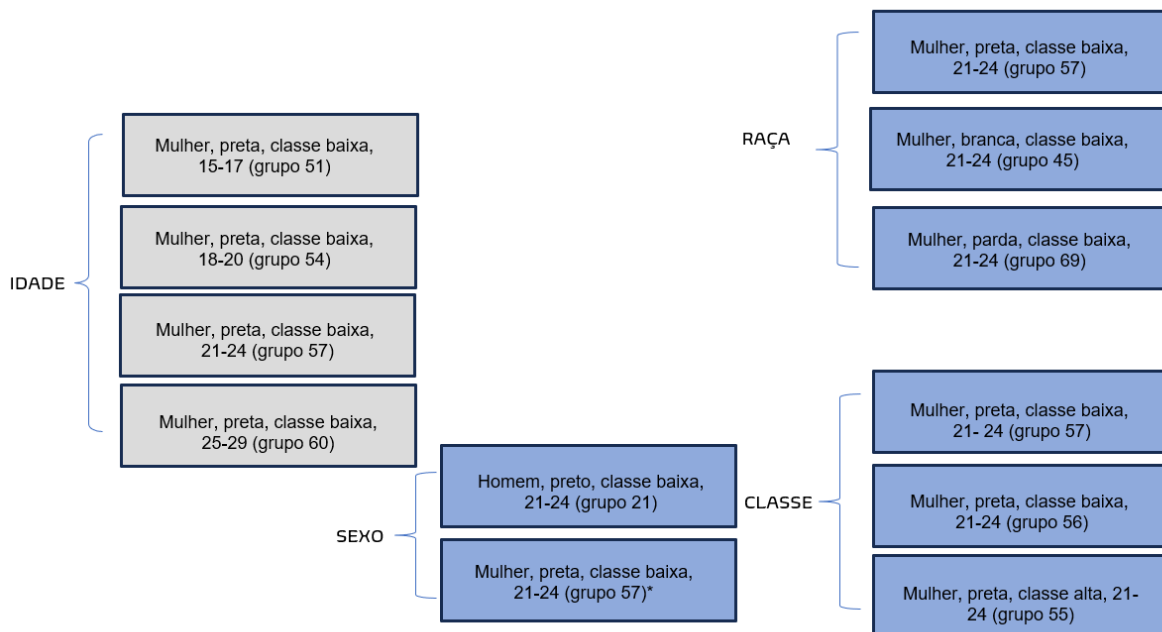 IDADE
Mulher, preta, classe baixa,
15-17 (grupo 51)
Mulher, preta, classe baixa,
18-20 (grupo 54)
Mulher, preta, classe baixa,
21-24 (grupo 57)
Mulher, preta, classe baixa,
25-29 (grupo 60)
SEXO
Homem, preto, classe baixa,
21-24 (grupo 21)
Mulher, preta, classe baixa,
21-24 (grupo 57)*
RAÇA
Mulher, preta, classe baixa,
21-24 (grupo 57)
Mulher, branca, classe baixa,
21-24 (grupo 45)
Mulher, parda, classe baixa,
21-24 (grupo 69)
CLASSE
Mulher, preta, classe baixa,
21- 24 (grupo 57)
Mulher, preta, classe baixa,
21-24 (grupo 56)
Mulher, preta, classe alta, 21-
24 (grupo 55)